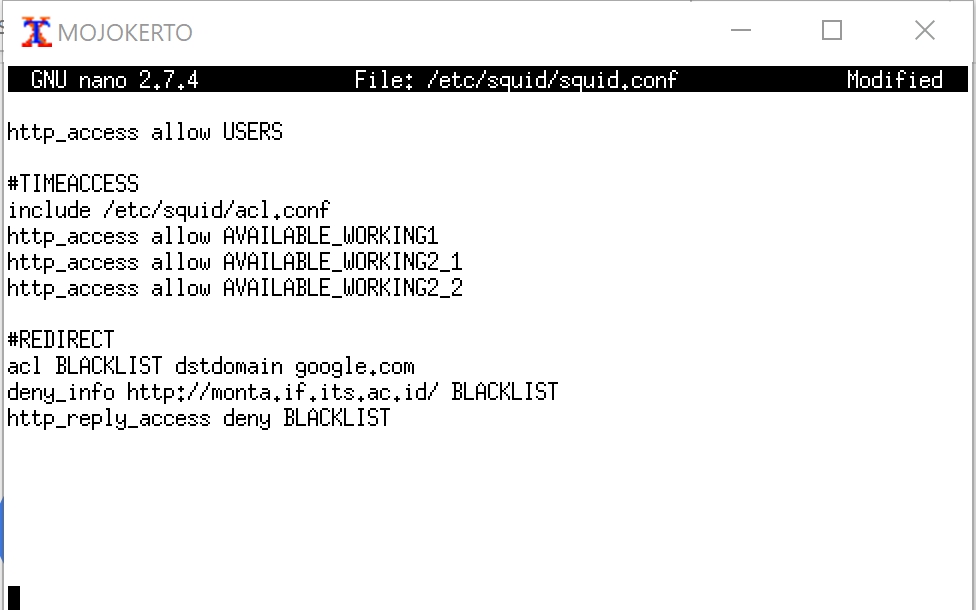 MOJOKERTO
GNU nano 2.7.4 File: /etc/squid/squid.conf Modified
http_access allow USERS
#TIMEACCESS
include /etc/squid/acl.conf
http_access allow AVAILABLE_WORKING1
http_access allow AVAILABLE_WORKING2_1
http_access allow AVAILABLE_WORKING2_2
#REDIRECT
acl BLACKLIST dstdomain google.com
deny_info http://monta.if.its.ac.id/ BLACKLIST
http_reply_access deny BLACKLIST